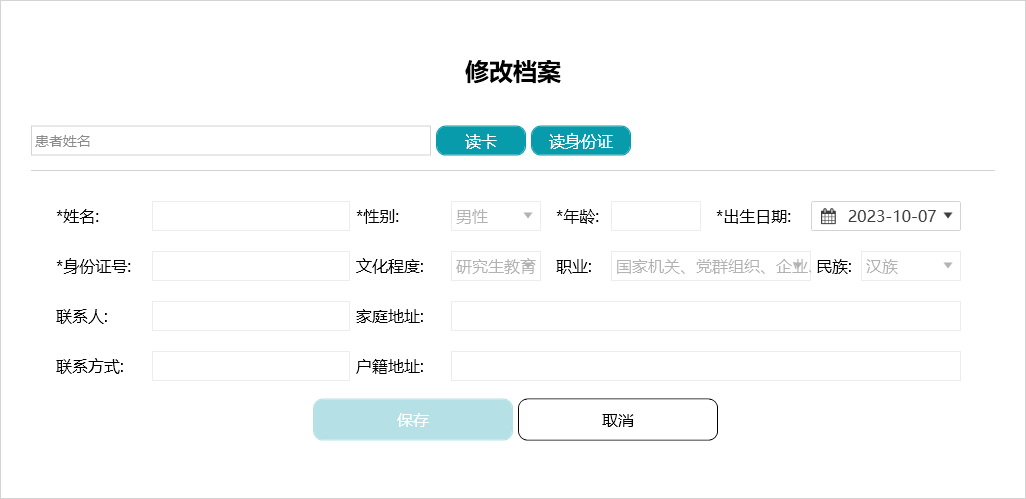 修改档案
患者姓名 读卡 读身份证
*姓名: *性别: 男性 *年龄: *出生日期: 2023-10-07
*身份证号: 文化程度: 研究生教育 职业: 国家机关、党群组织、企业 民族: 汉族
联系人: 家庭地址:
联系方式: 户籍地址:
保存 取消